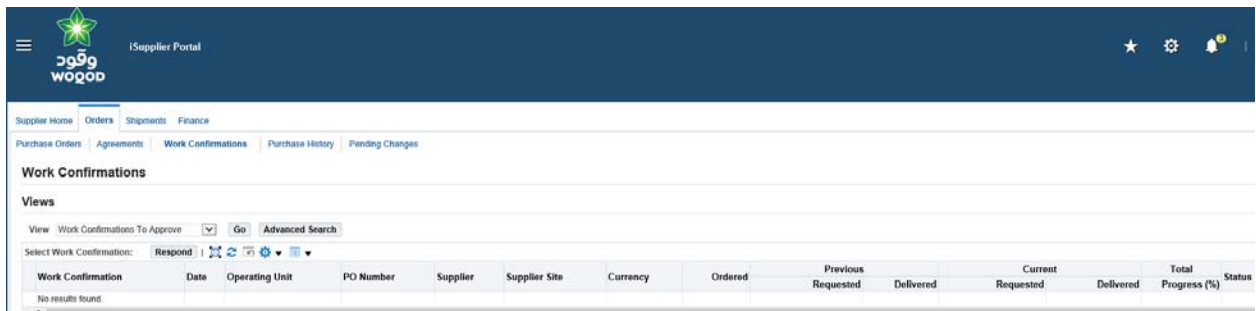 وقود
woqod
iSupplier Portal
3
Supplier Home Orders Shipments Finance
Purchase Orders Agreements Work Confirmations Purchase History Pending Changes
Work Confirmations
Views
View Work Confirmations To Approve Go Advanced Search
Select Work Confirmation: Respond
Work Confirmation Date Operating Unit PO Number Supplier Supplier Site Currency Ordered Previous Requested Delivered Current Requested Delivered Total Progress (%) Status
No results found.